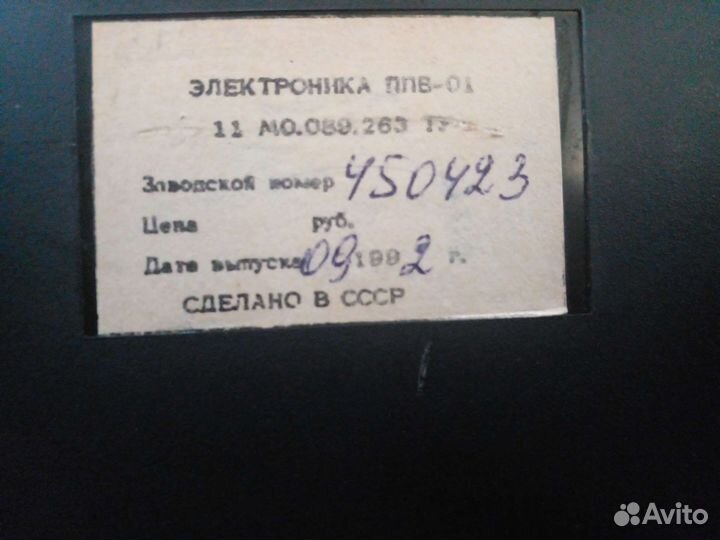 ЭЛЕКТРОНИКА ППВ-01
11 МО.089.263 ТУ
Заводской номер 450423
Цена руб.
Дата выпуска 09 1992 г.
СДЕЛАНО В СССР
Avito